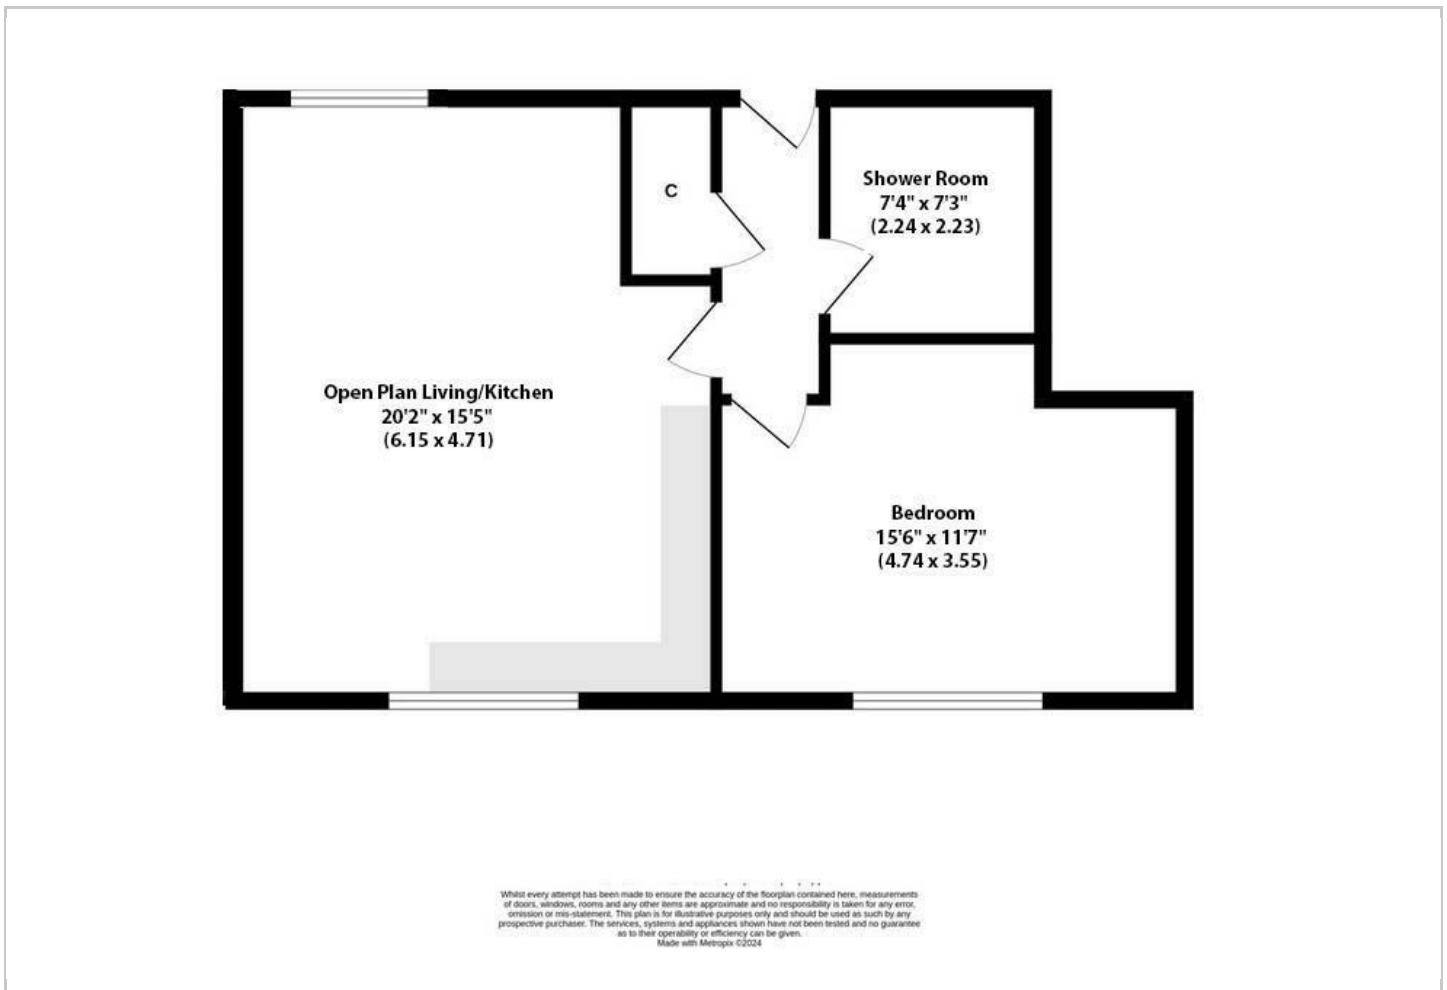 C
Shower Room
7'4" x 7'3"
(2.24 x 2.23)
Open Plan Living/Kitchen
20'2" x 15'5"
(6.15 x 4.71)
Bedroom
15'6" x 11'7"
(4.74 x 3.55)
Whilst every attempt has been made to ensure the accuracy of the floorplan contained here, measurements
of doors, windows, rooms and any other items are approximate and no responsibility is taken for any error,
omission or mis-statement. This plan is for illustrative purposes only and should be used as such by any
prospective purchaser. The services, systems and appliances shown have not been tested and no guarantee
as to their operability or efficiency can be given.
Made with Metropix ©2024